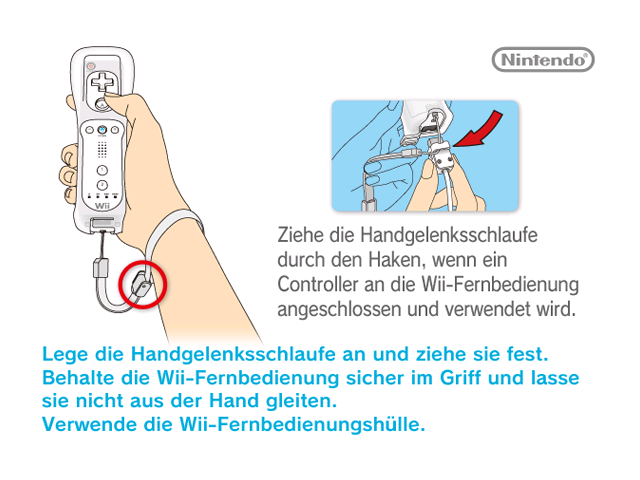 Nintendo®
Wii
Ziehe die Handgelenksschlaufe
durch den Haken, wenn ein
Controller an die Wii-Fernbedienung
angeschlossen und verwendet wird.
Lege die Handgelenksschlaufe an und ziehe sie fest.
Behalte die Wii-Fernbedienung sicher im Griff und lasse
sie nicht aus der Hand gleiten.
Verwende die Wii-Fernbedienungshülle.